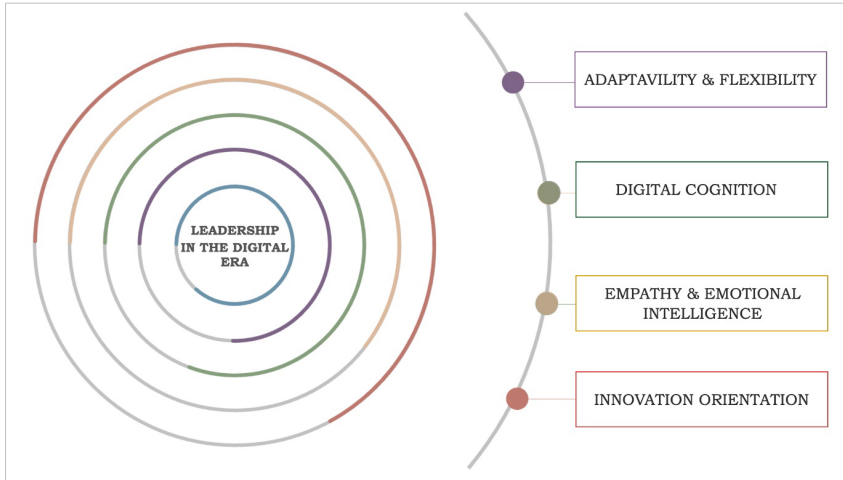 LEADERSHIP
IN THE DIGITAL
ERA
ADAPTAVILITY & FLEXIBILITY
DIGITAL COGNITION
EMPATHY & EMOTIONAL
INTELLIGENCE
INNOVATION ORIENTATION